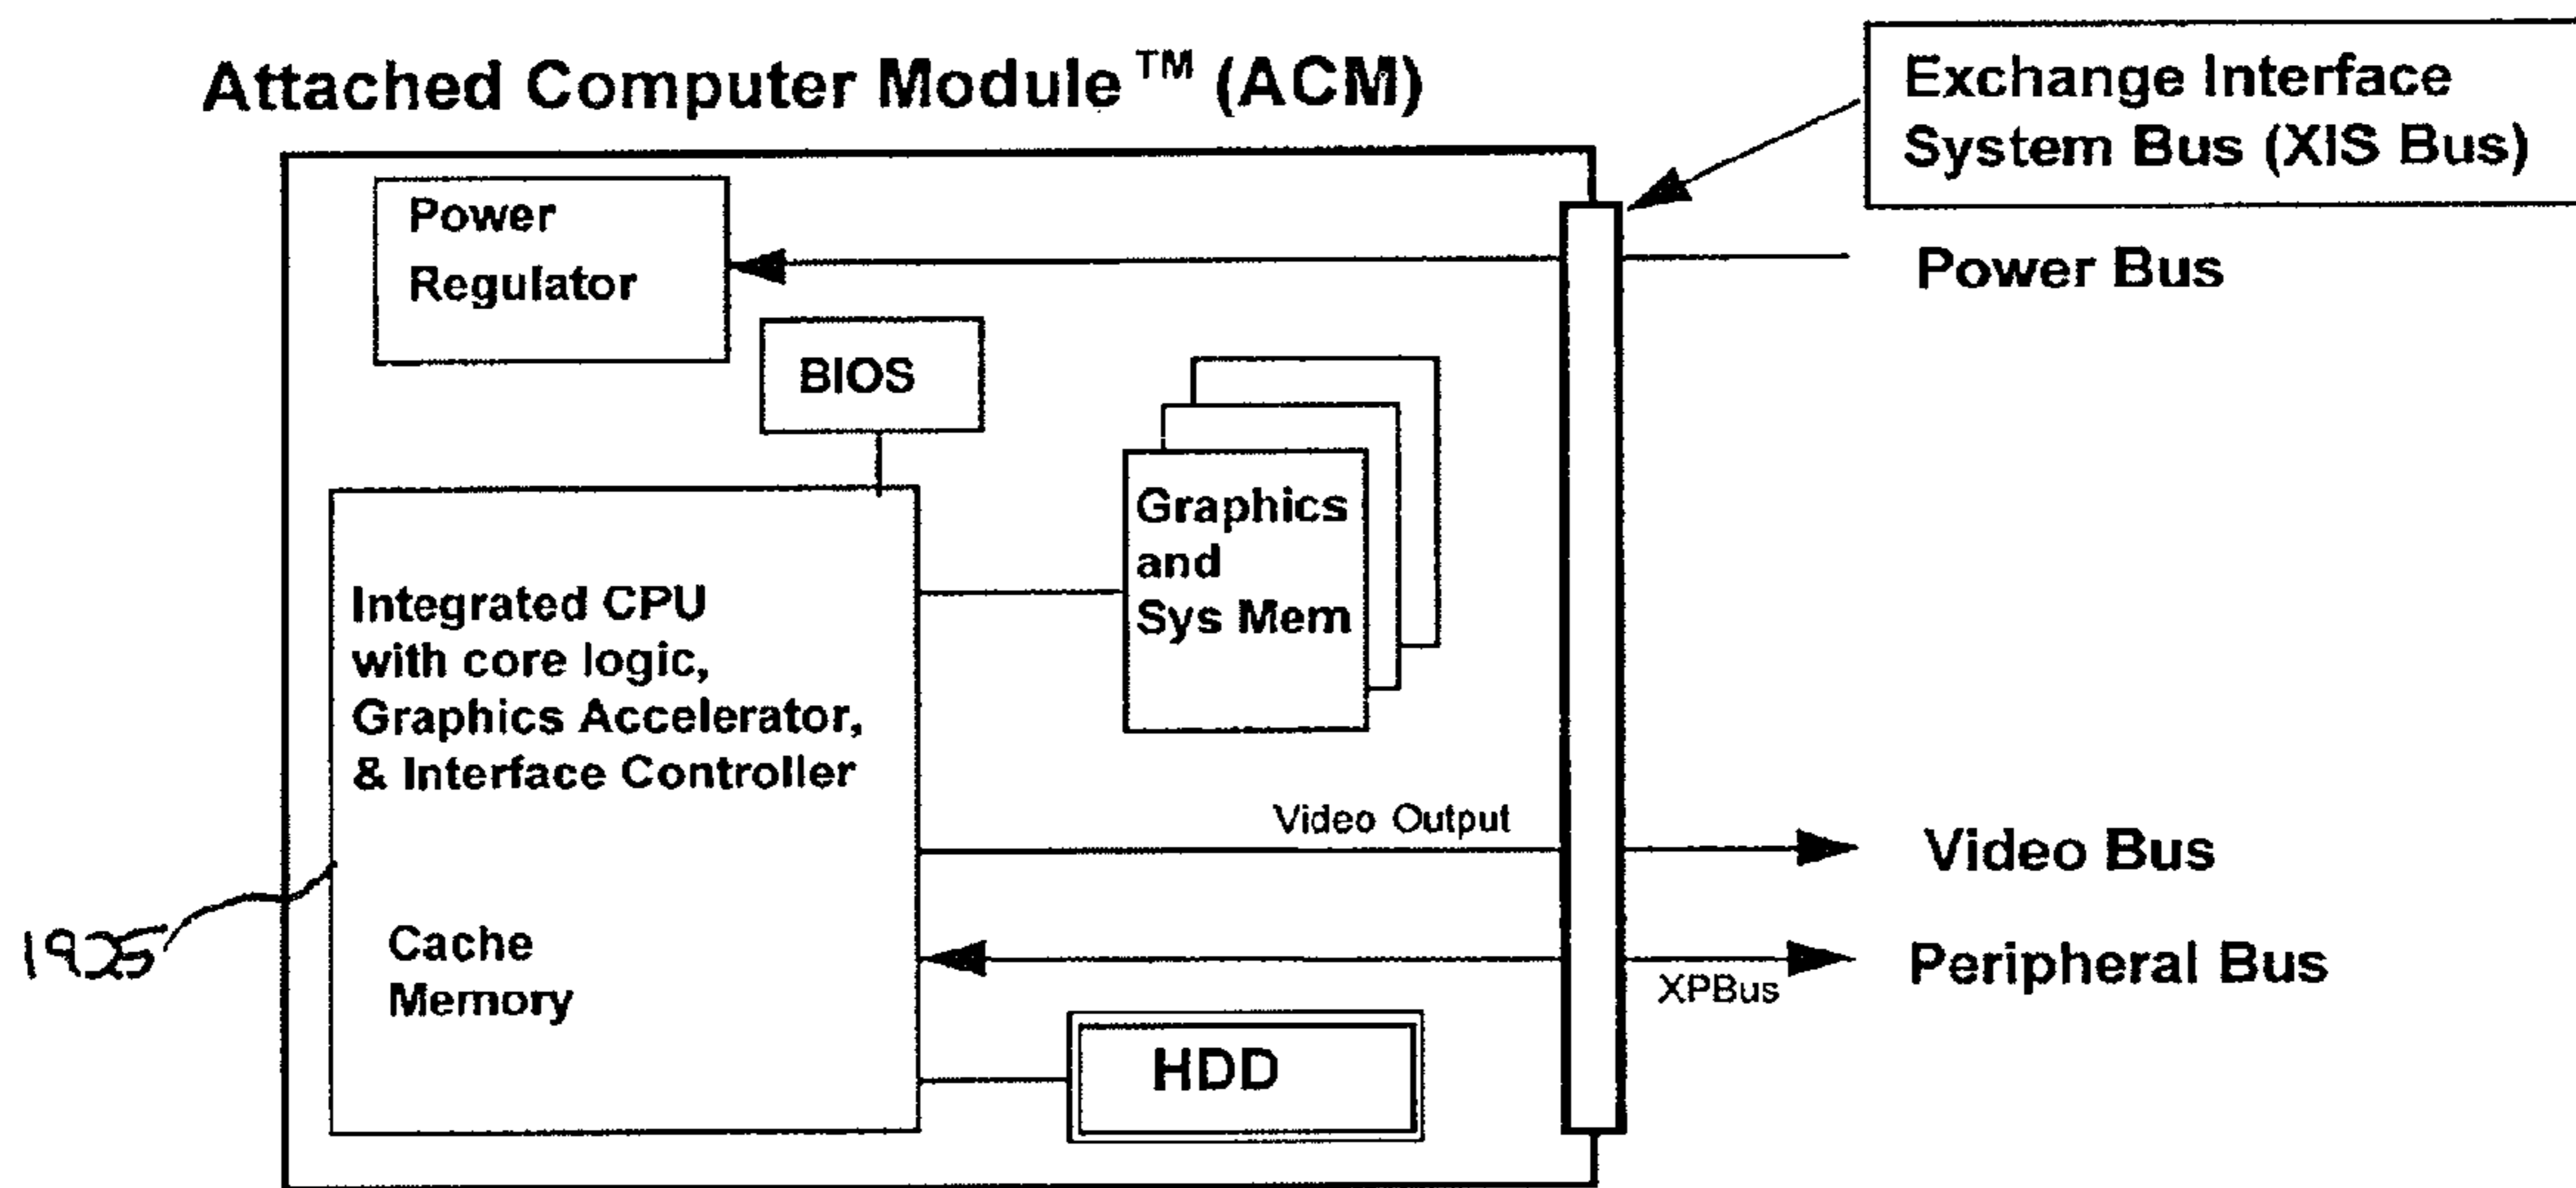 Attached Computer Module™ (ACM)
Exchange Interface
System Bus (XIS Bus)
Power
Regulator
Power Bus
BIOS
Graphics
and
Sys Mem
Integrated CPU
with core logic,
Graphics Accelerator,
& Interface Controller
Video Output
Video Bus
1925
Cache
Memory
XPBus
Peripheral Bus
HDD